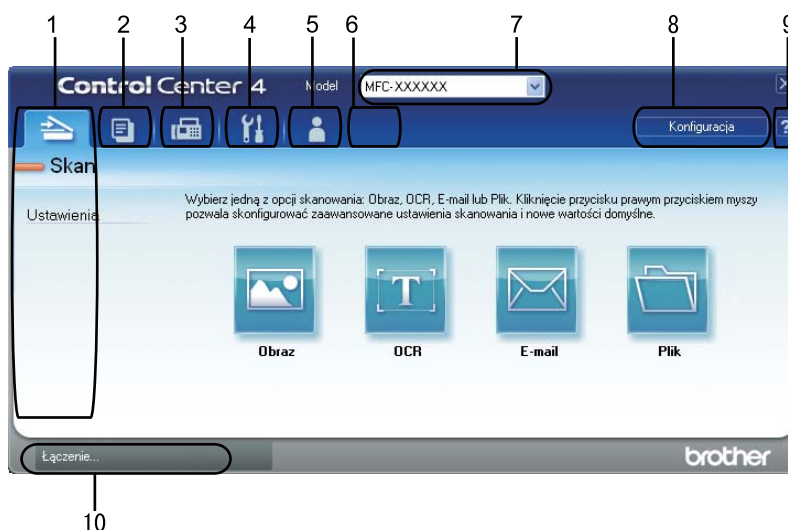 1 2 3 4 5 6 7 8 9
Control Center 4 Model MFC-XXXXXX
Konfiguracja ?
Skan
Ustawienia
Wybierz jedną z opcji skanowania: Obraz, OCR, E-mail lub Plik. Kliknięcie przycisku prawym przyciskiem myszy
pozwala skonfigurować zaawansowane ustawienia skanowania i nowe wartości domyślne.
T
Obraz OCR E-mail Plik
Łączenie...
brother
10